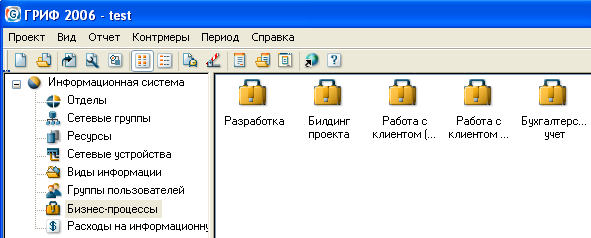 ГРИФ 2006 - test
Проект Вид Отчет Контрмеры Период Справка
Информационная система
Отделы
Сетевые группы
Ресурсы
Сетевые устройства
Виды информации
Группы пользователей
Бизнес-процессы
Расходы на информационну
Разработка
Билдинг
проекта
Работа с
клиентом (...
Работа с
клиентом ...
Бухгалтерс...
учет